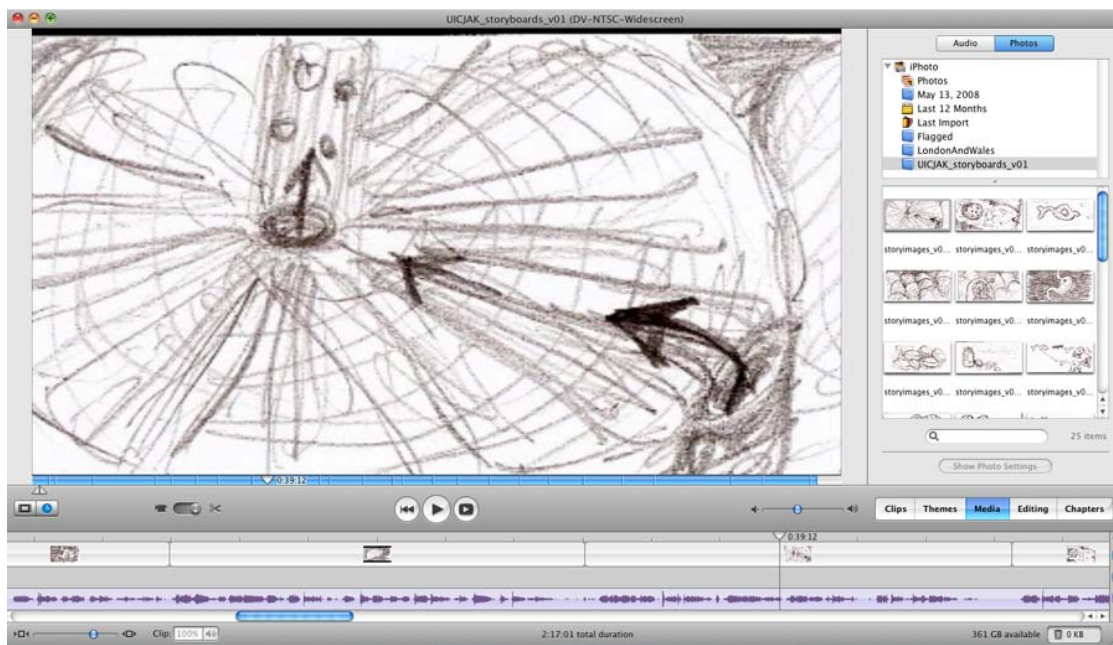 UICJAK_storyboards_v01 (DV-NTSC-Widescreen)
Audio Photos
iPhoto
Photos
May 13, 2008
Last 12 Months
Last Import
Flagged
LondonAndWales
UICJAK_storyboards_v01
storyimages_v0... storyimages_v0... storyimages_v0...
storyimages_v0... storyimages_v0... storyimages_v0...
storyimages_v0... storyimages_v0... storyimages_v0...
25 items
Show Photo Settings
0:39:12
Clips Themes Media Editing Chapters
0:39:12
Clip: 100%
2:17:01 total duration
361 GB available 0 KB